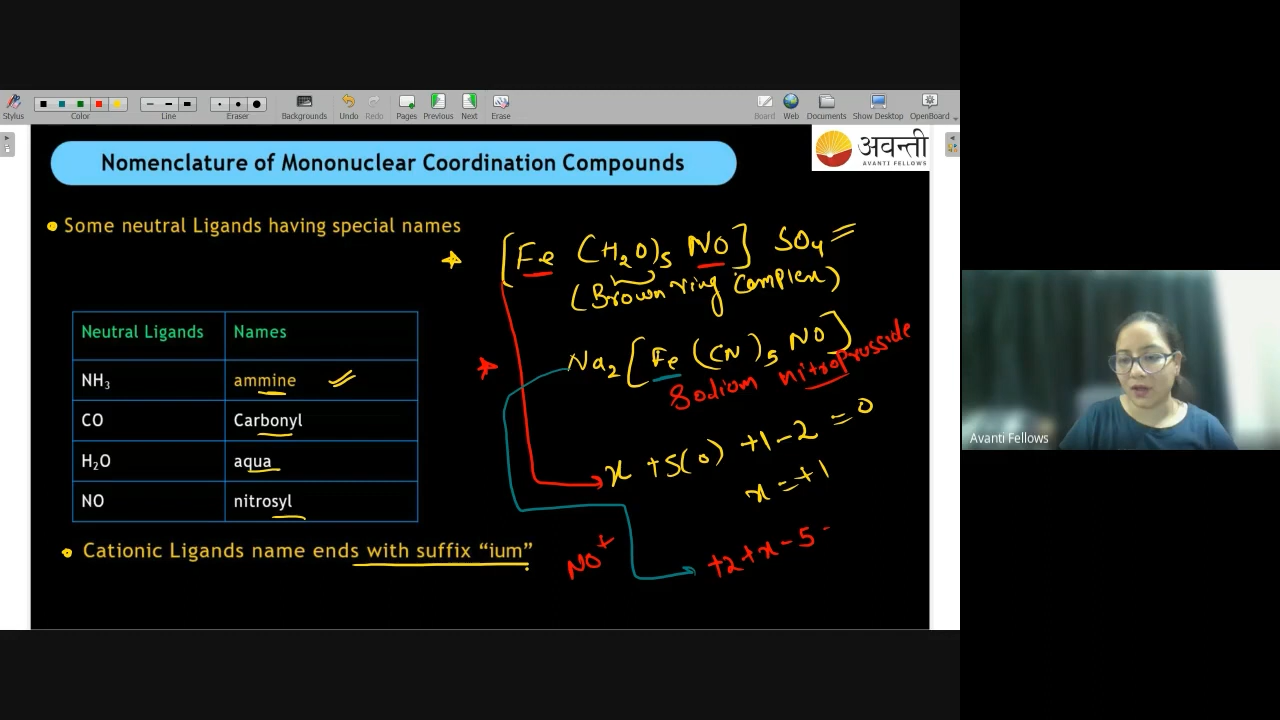 Stylus
Color
Line
Eraser
Backgrounds
Undo
Redo
Pages
Previous
Next
Erase
Board
Web
Documents
Show Desktop
OpenBoard
Nomenclature of Mononuclear Coordination Compounds
अवन्ती
AVANTI FELLOWS
Some neutral Ligands having special names
[Fe (H2O)5 NO] SO4
(Brown ring Complex)
Neutral Ligands Names
NH3 ammine
CO Carbonyl
H2O aqua
NO nitrosyl
Na2 [Fe (CN)5 NO]
Sodium nitroprusside
x +5(0) +1-2 = 0
x = +1
Cationic Ligands name ends with suffix “ium”
NO+
+2+x-5-
Avanti Fellows